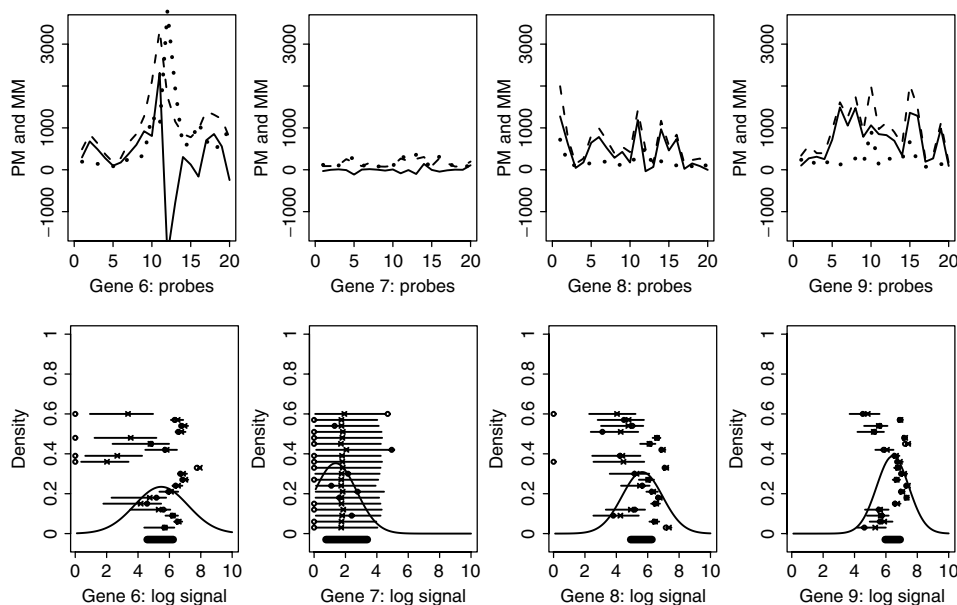 PM and MM
−1000 0 1000 3000
0 5 10 15 20
Gene 6: probes
PM and MM
−1000 0 1000 3000
0 5 10 15 20
Gene 7: probes
PM and MM
−1000 0 1000 3000
0 5 10 15 20
Gene 8: probes
PM and MM
−1000 0 1000 3000
0 5 10 15 20
Gene 9: probes
Density
0 0.2 0.4 0.6 0.8 1
0 2 4 6 8 10
Gene 6: log signal
Density
0 0.2 0.4 0.6 0.8 1
0 2 4 6 8 10
Gene 7: log signal
Density
0 0.2 0.4 0.6 0.8 1
0 2 4 6 8 10
Gene 8: log signal
Density
0 0.2 0.4 0.6 0.8 1
0 2 4 6 8 10
Gene 9: log signal